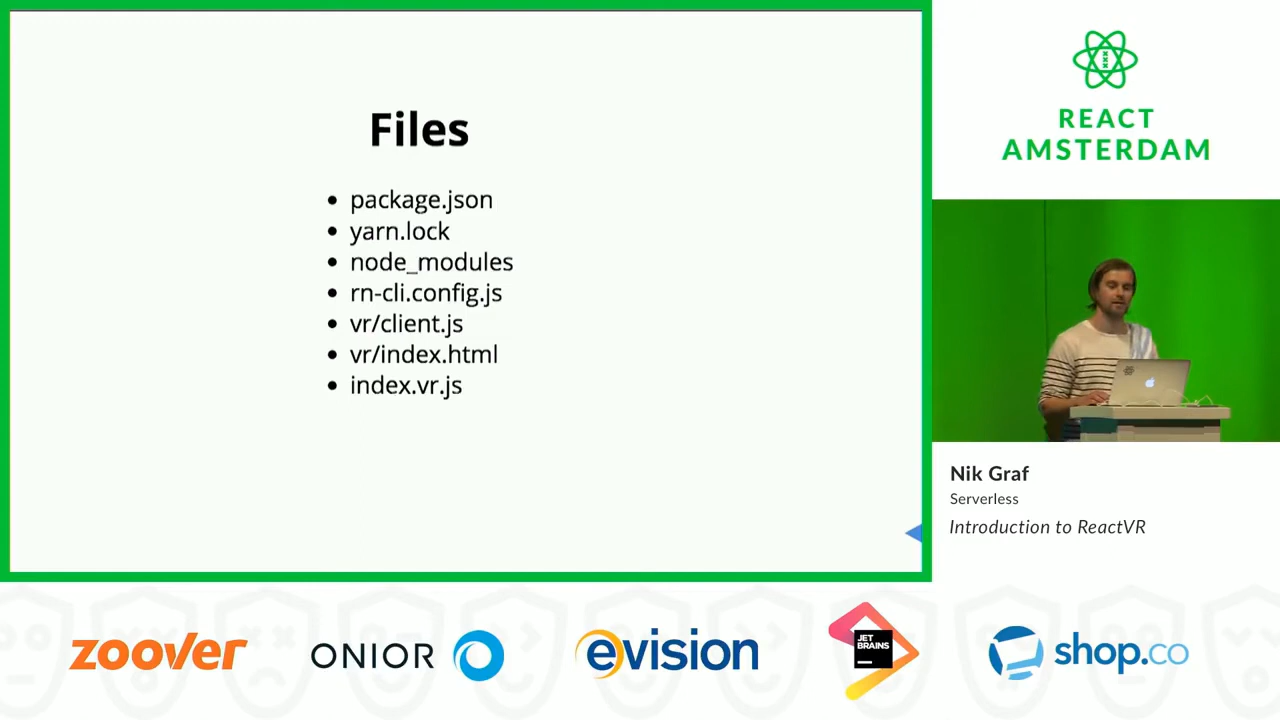 Files
package.json
yarn.lock
node_modules
rn-cli.config.js
vr/client.js
vr/index.html
index.vr.js
REACT
AMSTERDAM
Nik Graf
Serverless
Introduction to ReactVR
zoover
ONIOR
evision
JET
BRAINS
shop.co